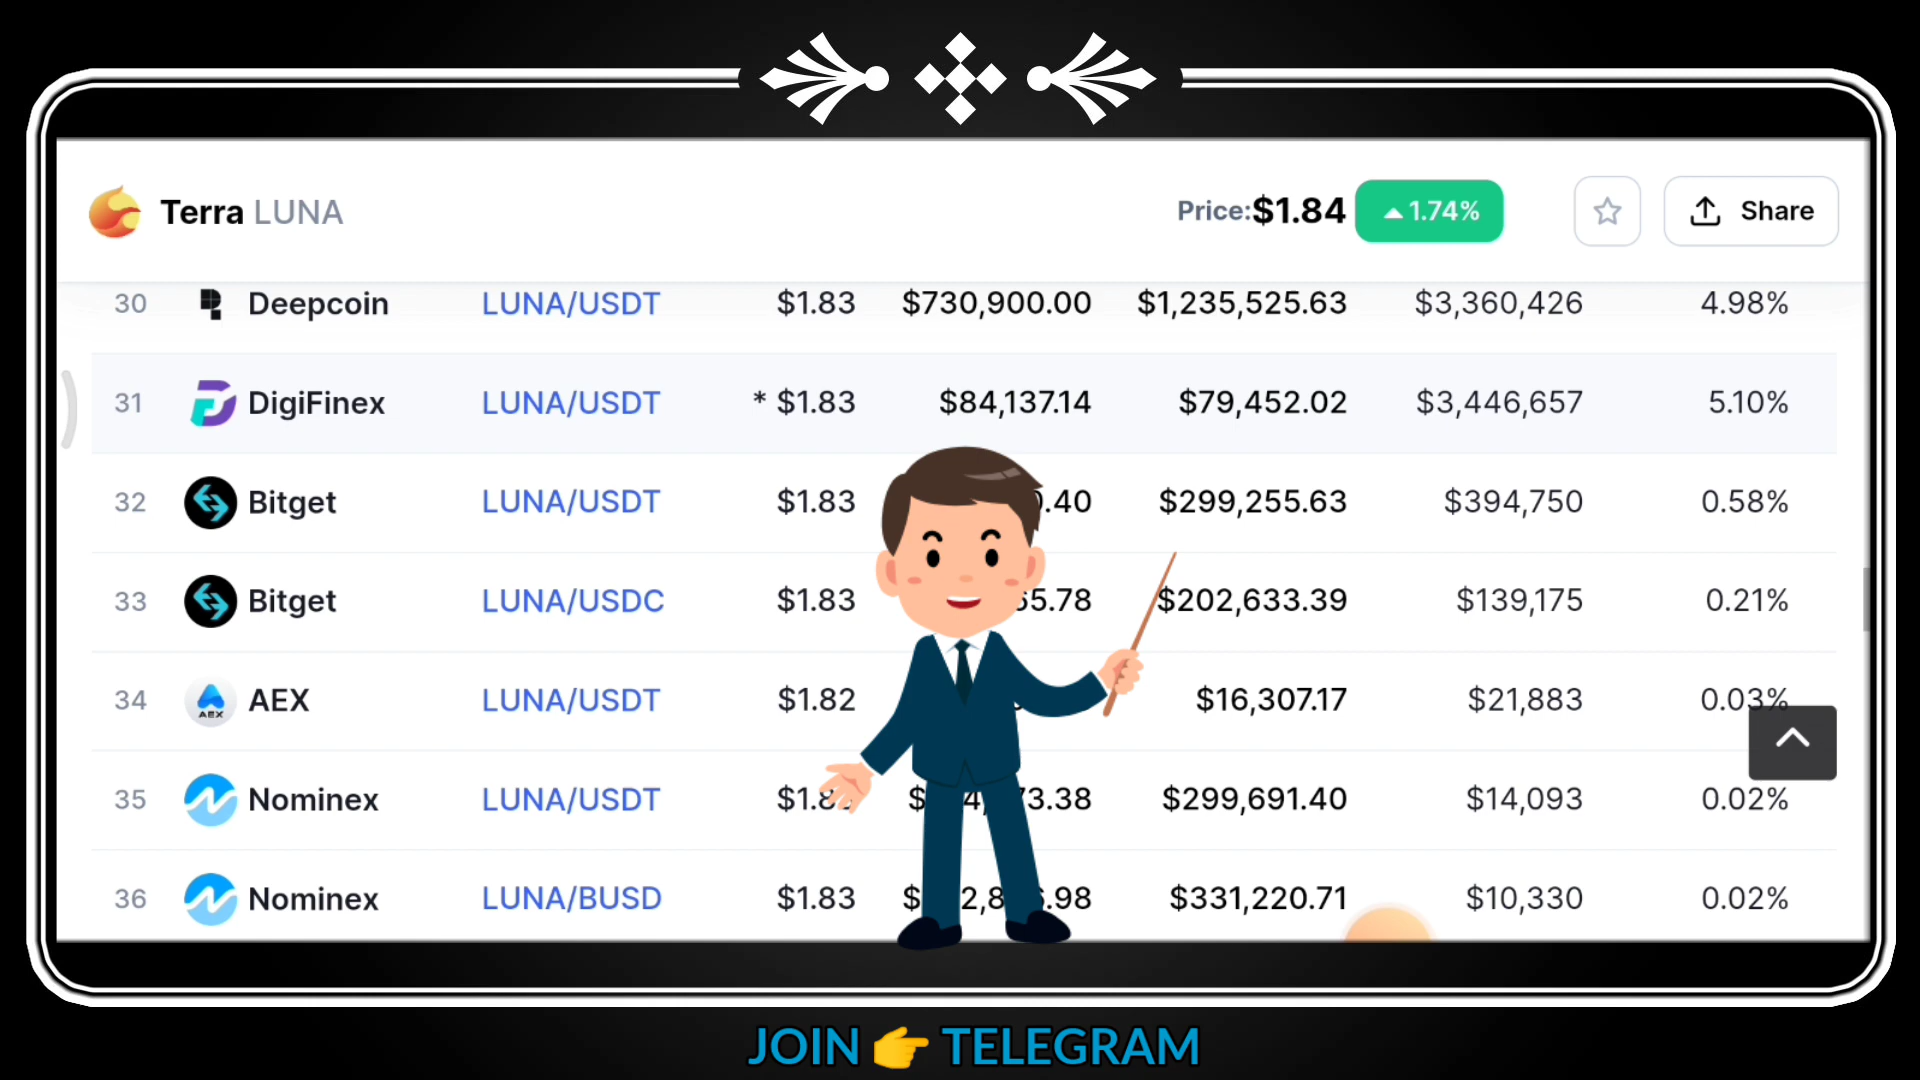 Terra LUNA Price: $1.84 1.74% Share
30 Deepcoin LUNA/USDT $1.83 $730,900.00 $1,235,525.63 $3,360,426 4.98%
31 DigiFinex LUNA/USDT * $1.83 $84,137.14 $79,452.02 $3,446,657 5.10%
32 Bitget LUNA/USDT $1.83 $299,255.63 $394,750 0.58%
33 Bitget LUNA/USDC $1.83 $202,633.39 $139,175 0.21%
34 AEX AEX LUNA/USDT $1.82 $16,307.17 $21,883 0.03%
35 Nominex LUNA/USDT $299,691.40 $14,093 0.02%
36 Nominex LUNA/BUSD $1.83 $331,220.71 $10,330 0.02%
JOIN 👉 TELEGRAM